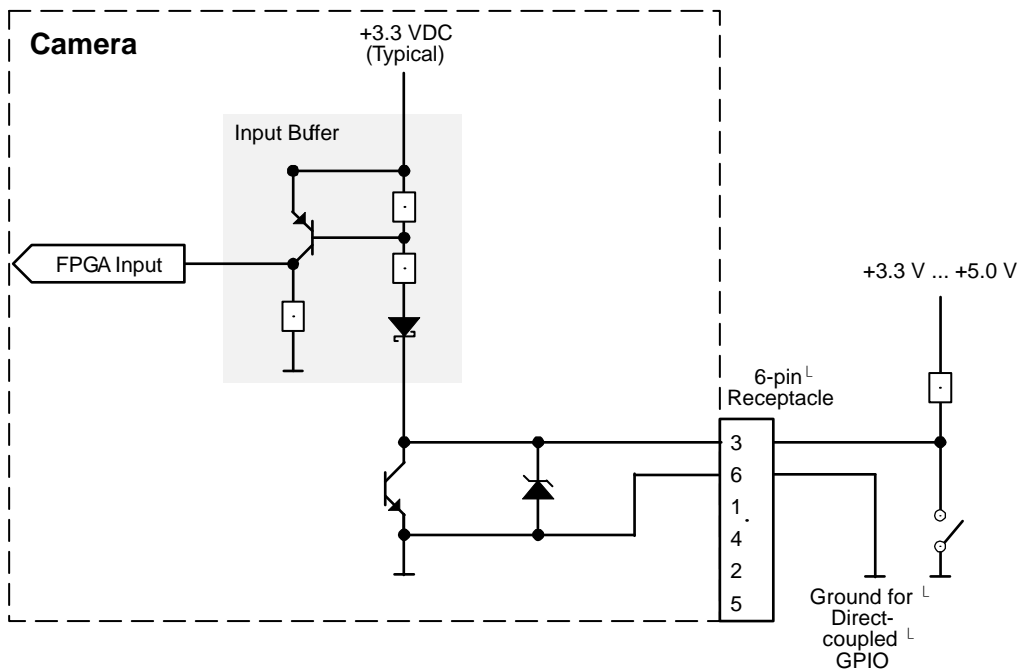 Camera
+3.3 VDC
(Typical)
Input Buffer
FPGA Input
+3.3 V ... +5.0 V
6-pin
Receptacle
3
6
1
4
2
5
Ground for
Direct-
coupled
GPIO